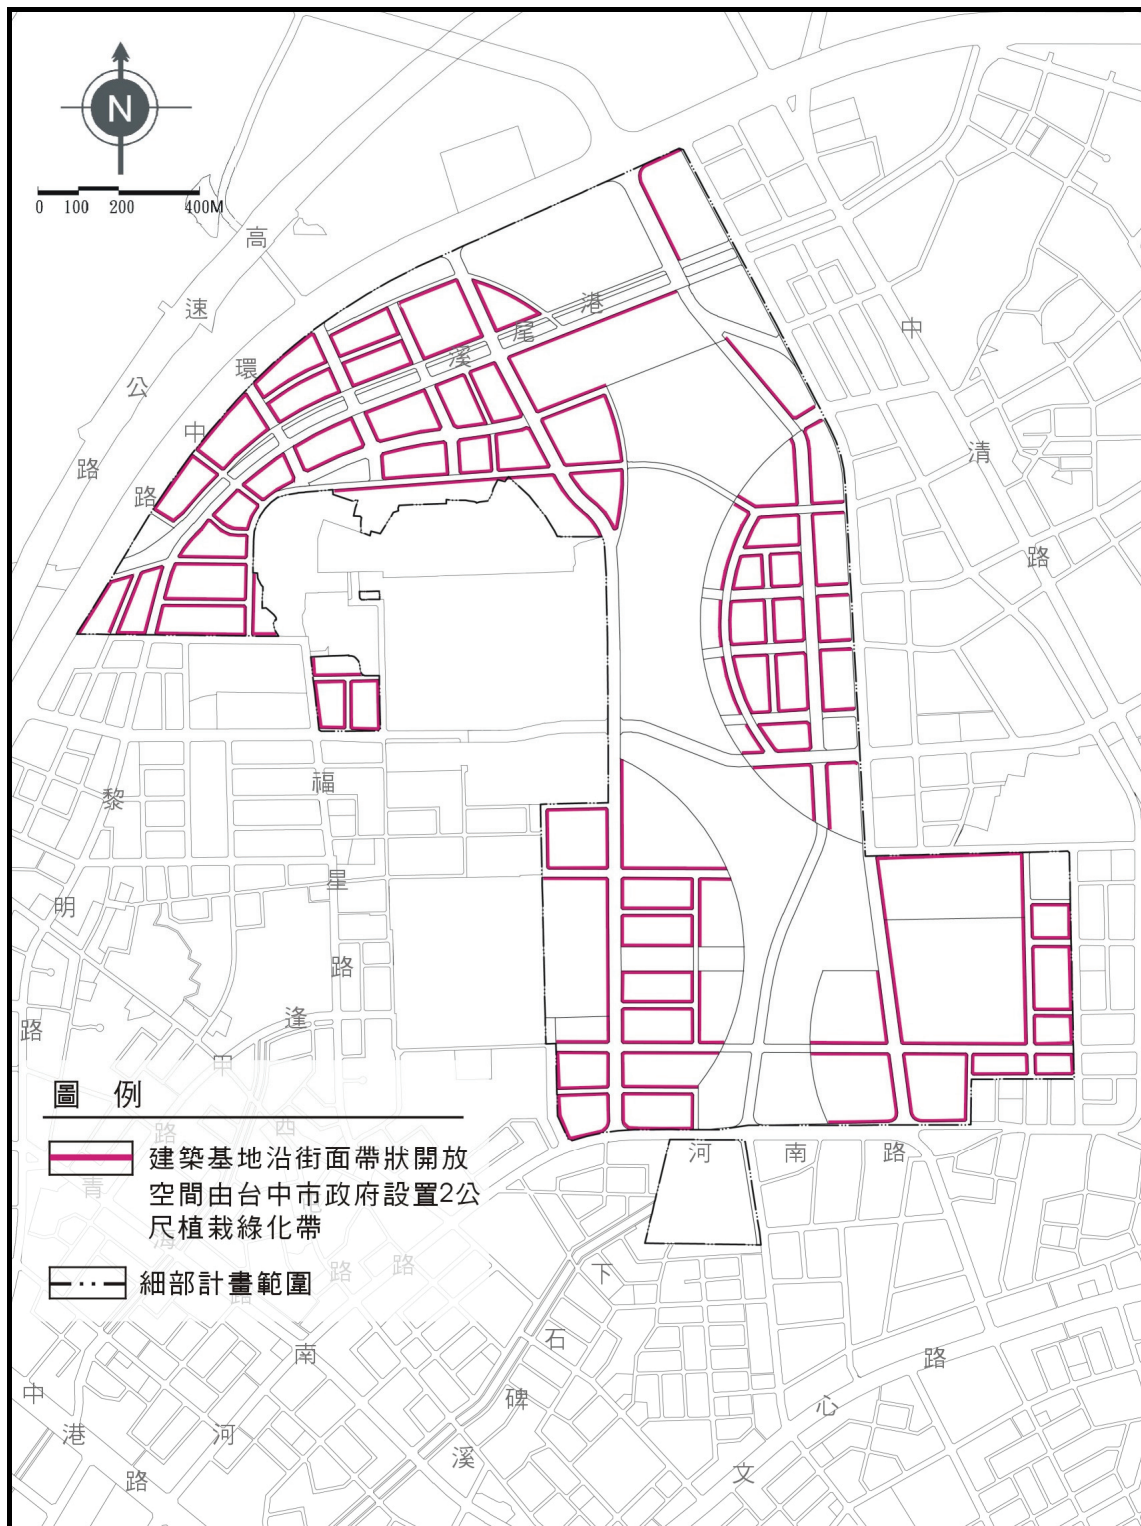 N
0 100 200 400M
高
速
公
路
環
中
路
港
尾
溪
中
清
路
黎
明
路
福
星
路
逢
甲
路
圖 例
建築基地沿街面帶狀開放
空間由台中市政府設置2公
尺植栽綠化帶
細部計畫範圍
西
青
海
路
路
路
河南路
下
石
碑
溪
中
港
路
河
南
路
心
文